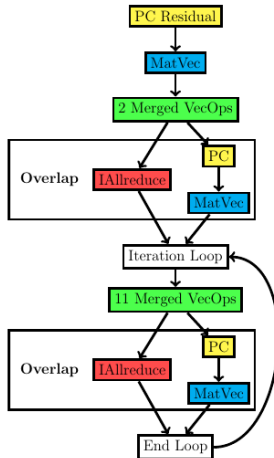 PC Residual
MatVec
2 Merged VecOps
PC
Overlap
IAllreduce
MatVec
Iteration Loop
11 Merged VecOps
PC
Overlap
IAllreduce
MatVec
End Loop